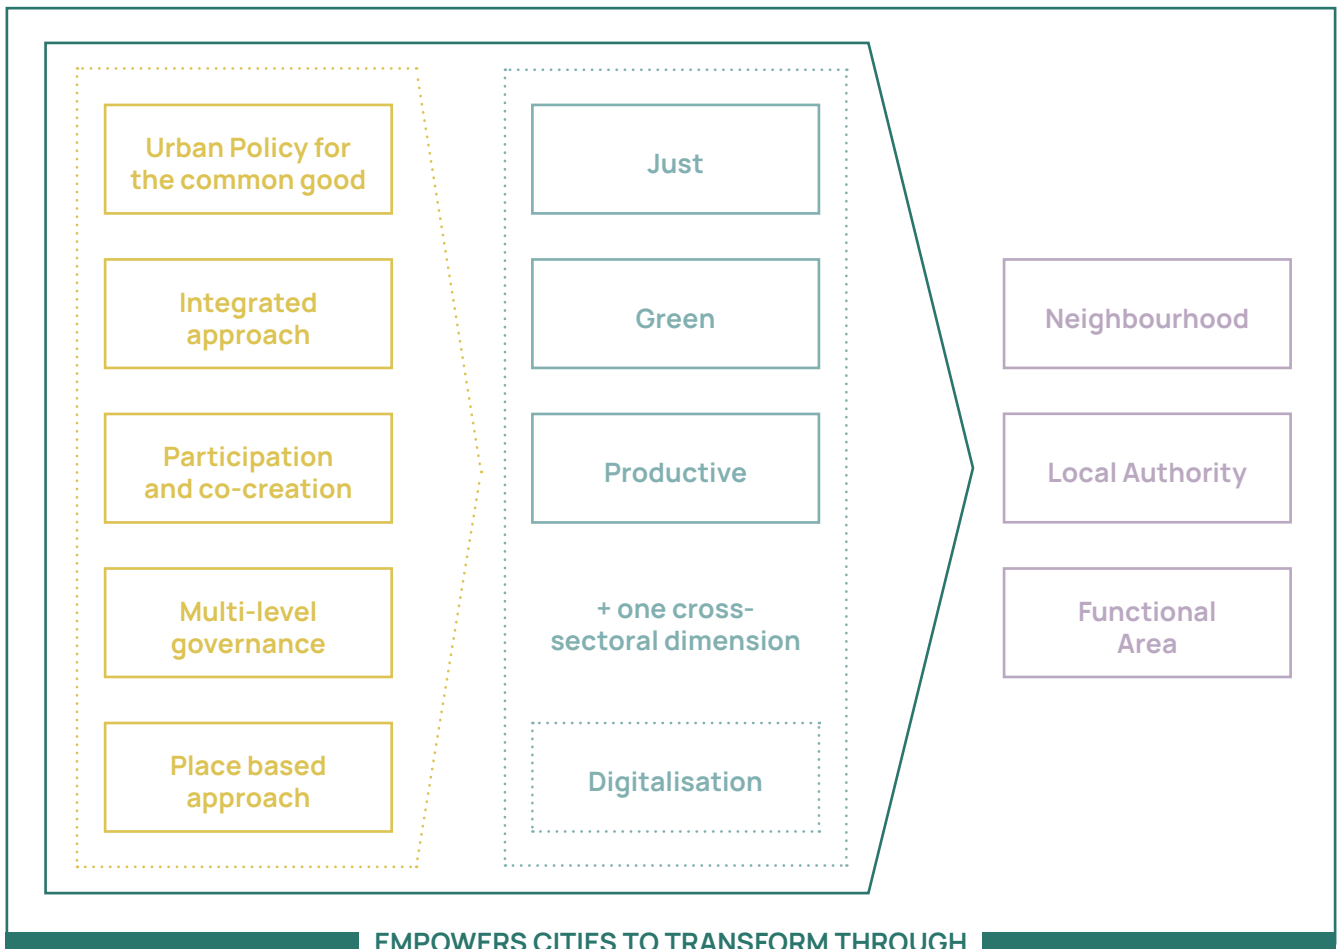 Urban Policy for
the common good
Integrated
approach
Participation
and co-creation
Multi-level
governance
Place based
approach
Just
Green
Productive
+ one cross-
sectoral dimension
Digitalisation
Neighbourhood
Local Authority
Functional
Area
EMPOWERS CITIES TO TRANSFORM THROUGH